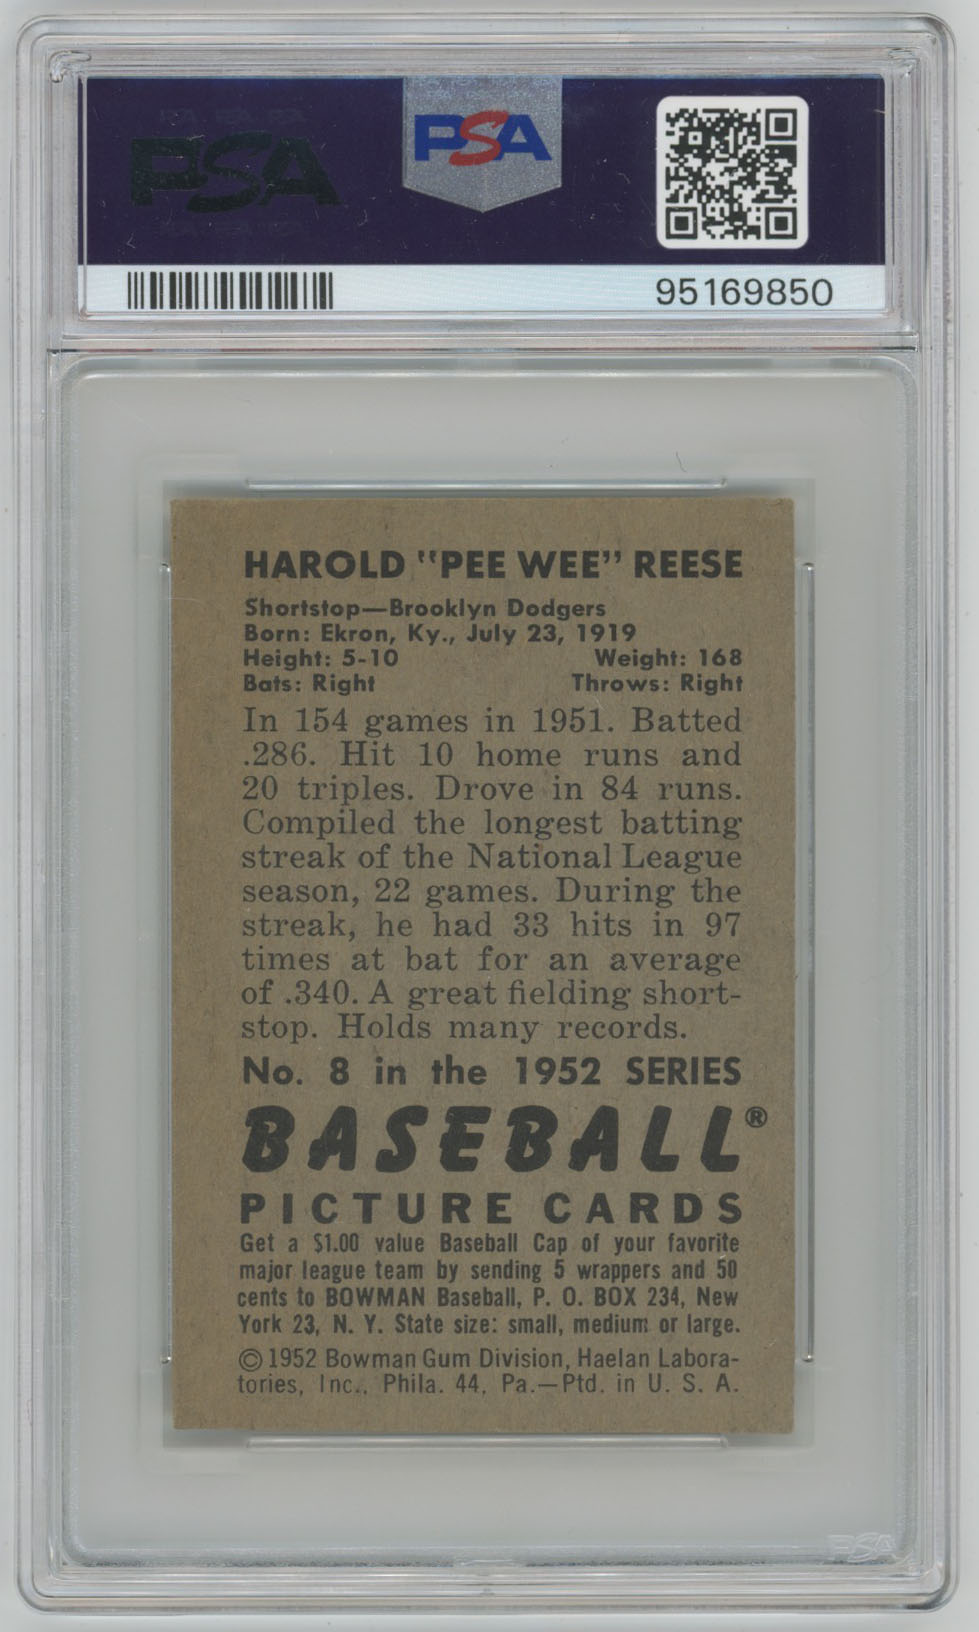 PSA
PSA
95169850
HAROLD "PEE WEE" REESE
Shortstop—Brooklyn Dodgers
Born: Ekron, Ky., July 23, 1919
Height: 5-10 Weight: 168
Bats: Right Throws: Right
In 154 games in 1951. Batted
.286. Hit 10 home runs and
20 triples. Drove in 84 runs.
Compiled the longest batting
streak of the National League
season, 22 games. During the
streak, he had 33 hits in 97
times at bat for an average
of .340. A great fielding short-
stop. Holds many records.
No. 8 in the 1952 SERIES
BASEBALL®
PICTURE CARDS
Get a $1.00 value Baseball Cap of your favorite
major league team by sending 5 wrappers and 50
cents to BOWMAN Baseball, P. O. BOX 234, New
York 23, N. Y. State size: small, medium or large.
© 1952 Bowman Gum Division, Haelan Labora-
tories, Inc., Phila. 44, Pa.—Ptd. in U. S. A.
PSA